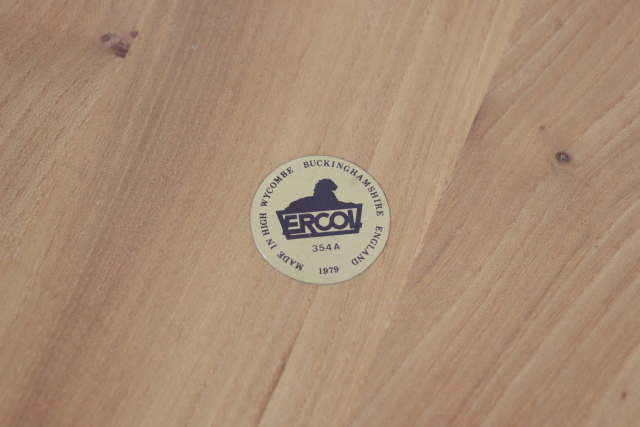 MADE IN HIGH WYCOMBE BUCKINGHAMSHIRE ENGLAND
ERCOL
354A
1979